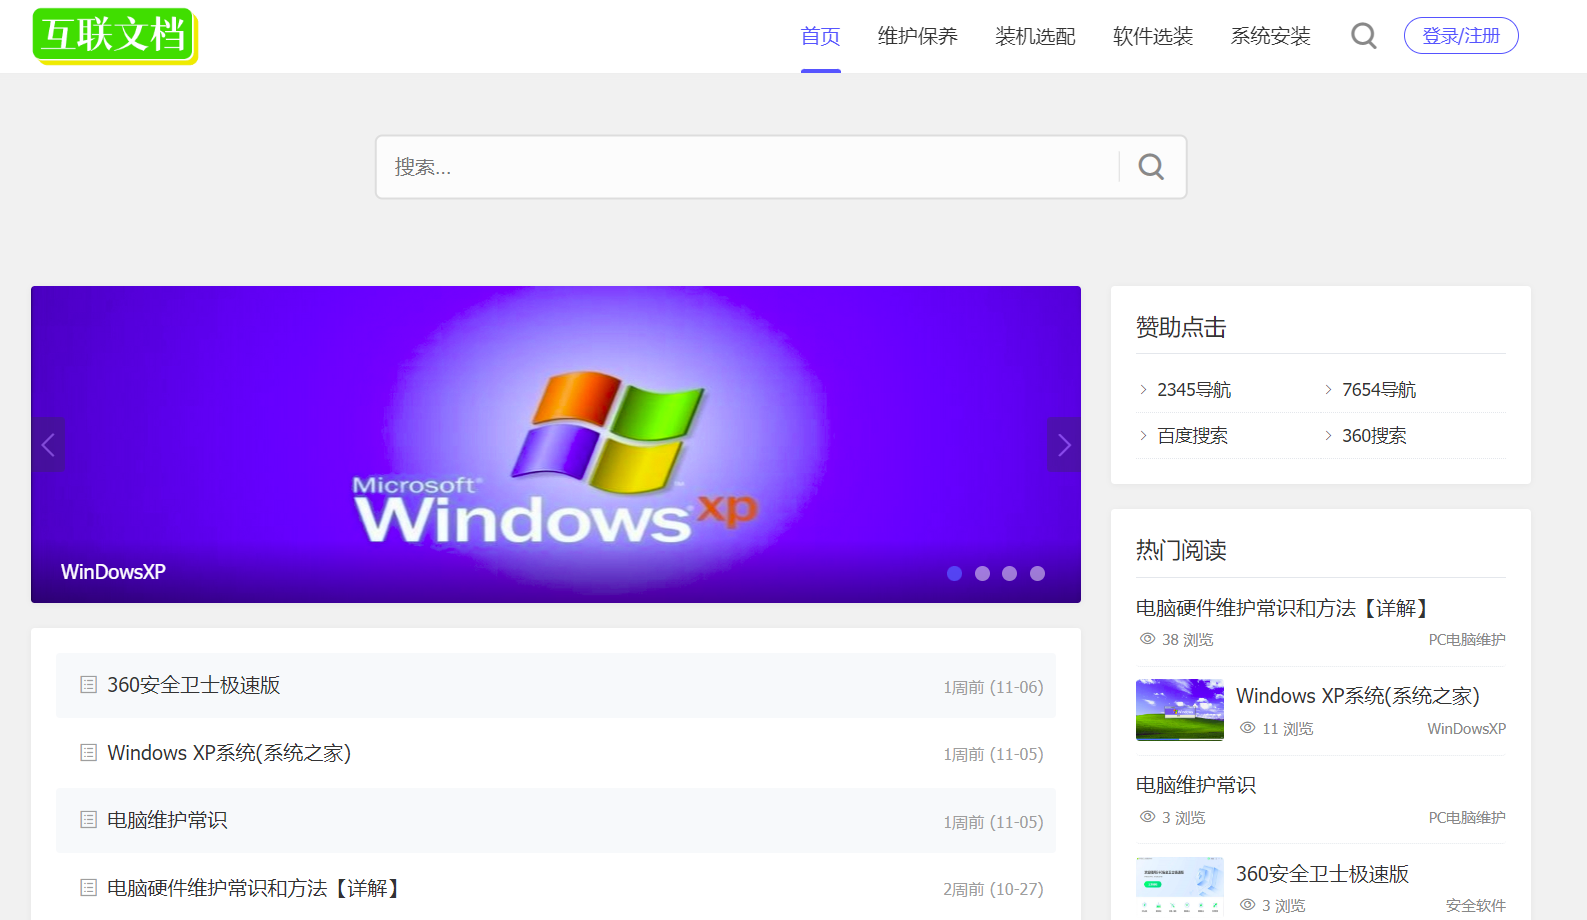 互联文档
首页 维护保养 装机选配 软件选装 系统安装 登录/注册
搜索...
Microsoft
Windows xp
WinDowsXP
赞助点击
2345导航 7654导航
百度搜索 360搜索
360安全卫士极速版 1周前 (11-06)
Windows XP系统(系统之家) 1周前 (11-05)
电脑维护常识 1周前 (11-05)
电脑硬件维护常识和方法【详解】 2周前 (10-27)
热门阅读
电脑硬件维护常识和方法【详解】
38 浏览 PC电脑维护
Windows XP系统(系统之家)
11 浏览 WinDowsXP
电脑维护常识
3 浏览 PC电脑维护
360安全卫士极速版
3 浏览 安全软件